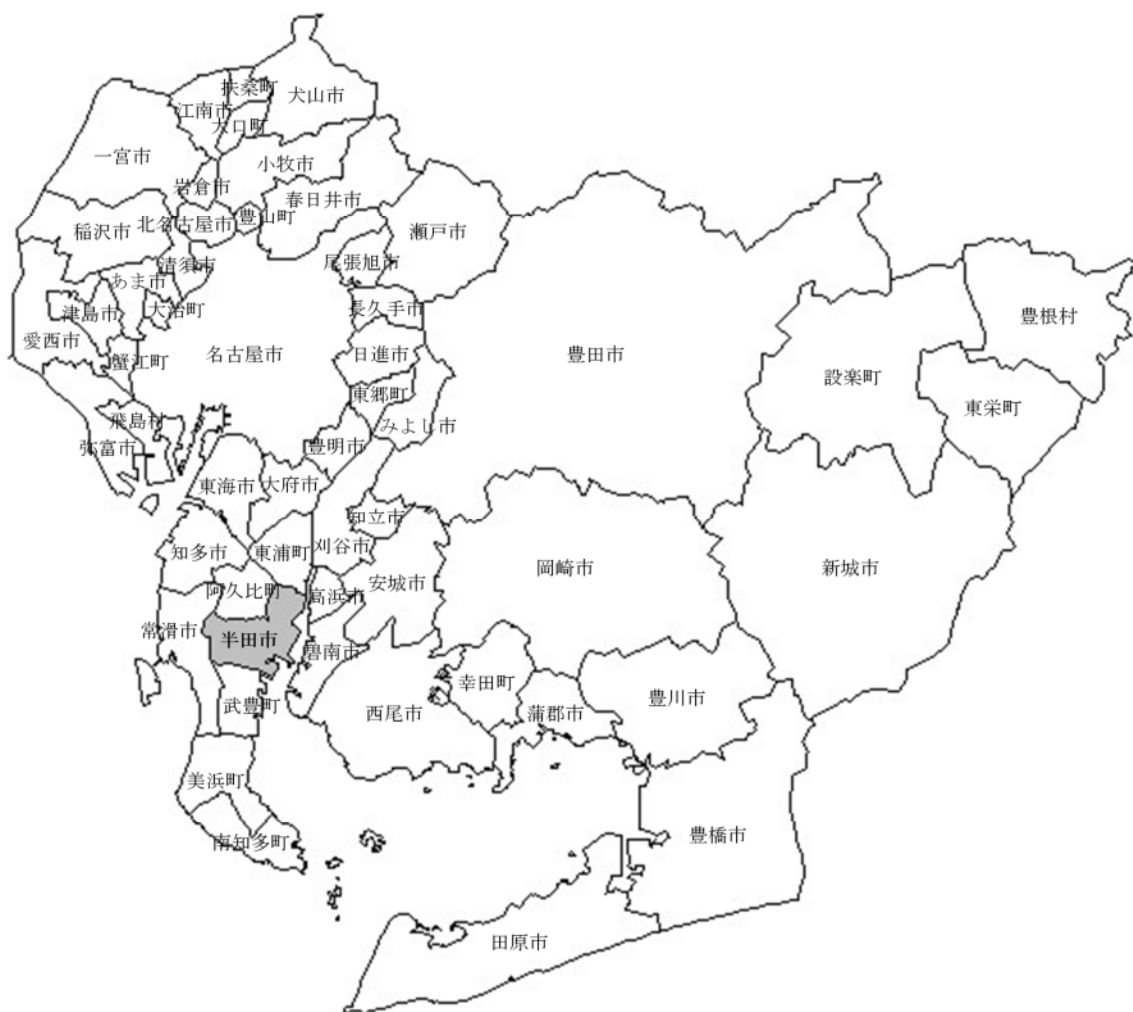 扶桑町
犬山市
江南市
大口町
一宮市
小牧市
岩倉市
春日井市
北名古屋市
豊山町
稲沢市
瀬戸市
清須市
尾張旭市
あま市
津島市
大治町
長久手市
愛西市
蟹江町
名古屋市
日進市
豊田市
豊根村
設楽町
東栄町
東郷町
みよし市
飛島村
弥富市
豊明市
東海市
大府市
知立市
知多市
東浦町
刈谷市
岡崎市
新城市
安城市
阿久比町
高浜市
常滑市
半田市
碧南市
幸田町
豊川市
武豊町
西尾市
蒲郡市
美浜町
南知多町
豊橋市
田原市